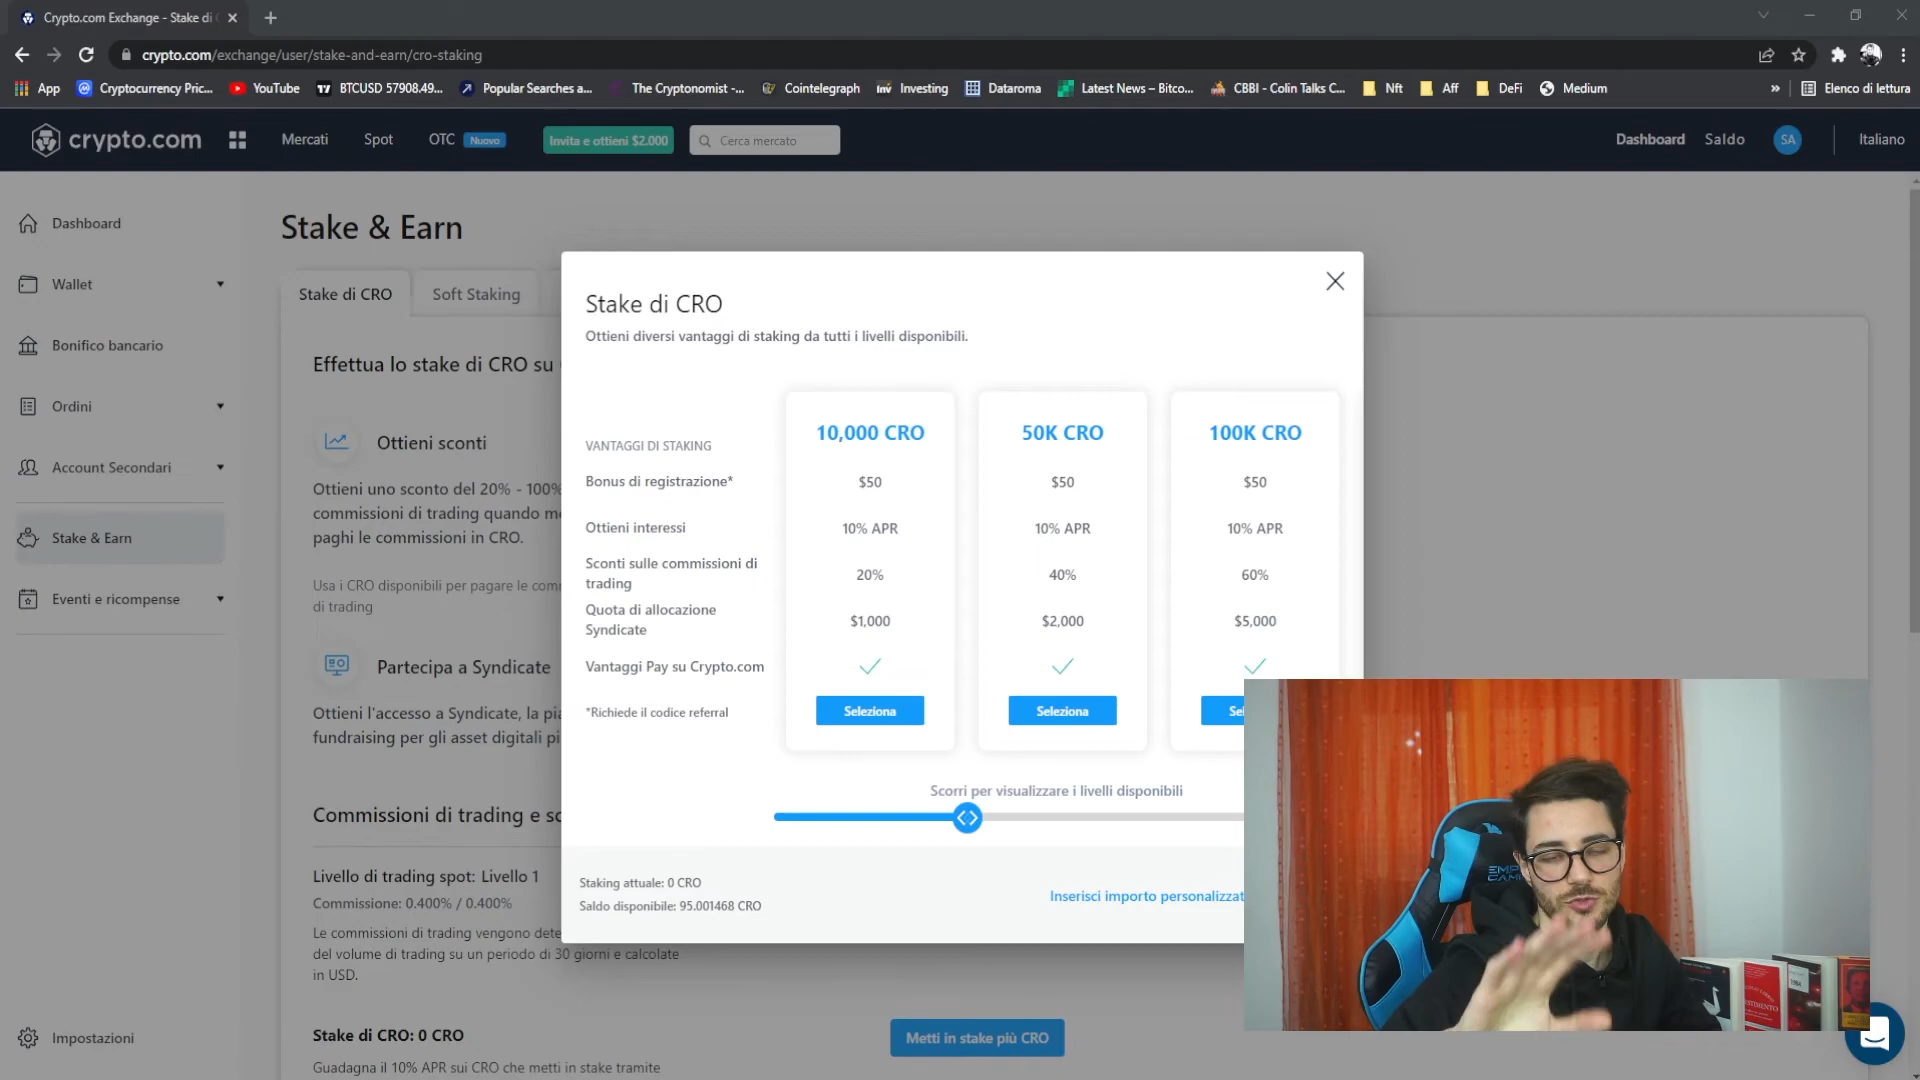 Crypto.com Exchange - Stake di
crypto.com/exchange/user/stake-and-earn/cro-staking
App
Cryptocurrency Pric...
YouTube
BTCUSD 57908.49...
Popular Searches a...
The Cryptonomist -...
Cointelegraph
Investing
Dataroma
Latest News – Bitco...
CBBI - Colin Talks C...
Nft
Aff
DeFi
Medium
»
Elenco di lettura
crypto.com
Mercati
Spot
OTC Nuovo
Invita e ottieni $2.000
Cerca mercato
Dashboard
Saldo
SA
Italiano
Dashboard
Wallet
Bonifico bancario
Ordini
Account Secondari
Stake & Earn
Eventi e ricompense
Impostazioni
Stake & Earn
Stake di CRO
Soft Staking
Effettua lo stake di CRO su
Ottieni sconti
Ottieni uno sconto del 20% - 100%
commissioni di trading quando me
paghi le commissioni in CRO.
Usa i CRO disponibili per pagare le com
di trading
Partecipa a Syndicate
Ottieni l'accesso a Syndicate, la pia
fundraising per gli asset digitali pi
Commissioni di trading e sc
Livello di trading spot: Livello 1
Commissione: 0.400% / 0.400%
Le commissioni di trading vengono dete
del volume di trading su un periodo di 30 giorni e calcolate
in USD.
Stake di CRO: 0 CRO
Guadagna il 10% APR sui CRO che metti in stake tramite
Metti in stake più CRO
Stake di CRO
Ottieni diversi vantaggi di staking da tutti i livelli disponibili.
10,000 CRO 50K CRO 100K CRO
VANTAGGI DI STAKING
Bonus di registrazione* $50 $50 $50
Ottieni interessi 10% APR 10% APR 10% APR
Sconti sulle commissioni di
trading 20% 40% 60%
Quota di allocazione
Syndicate $1,000 $2,000 $5,000
Vantaggi Pay su Crypto.com
*Richiede il codice referral Seleziona Seleziona Sel
Scorri per visualizzare i livelli disponibili
Staking attuale: 0 CRO
Saldo disponibile: 95.001468 CRO
Inserisci importo personalizzat